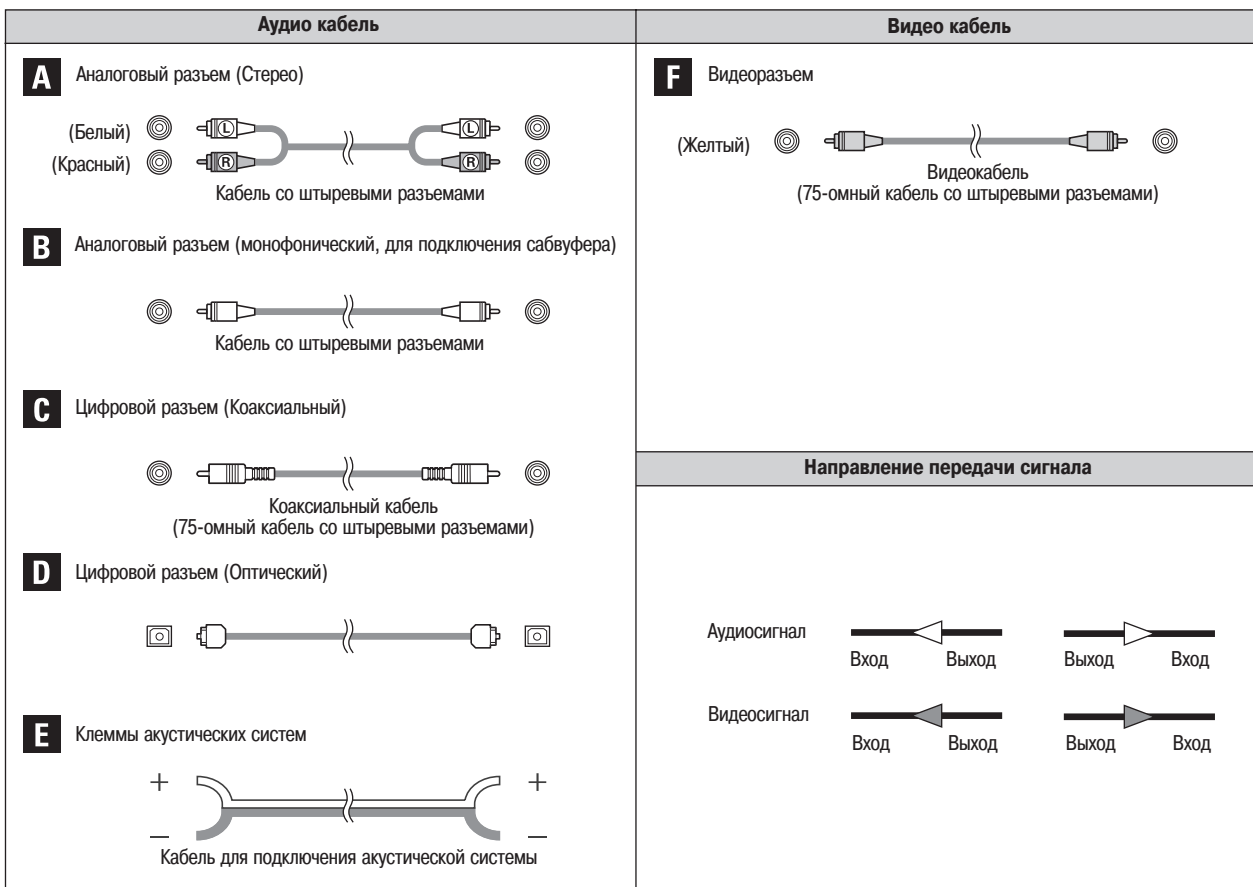 Аудио кабель
A Аналоговый разъем (Стерео)
(Белый) L L
(Красный) R R
Кабель со штыревыми разъемами
B Аналоговый разъем (монофонический, для подключения сабвуфера)
Кабель со штыревыми разъемами
C Цифровой разъем (Коаксиальный)
Коаксиальный кабель
(75-омный кабель со штыревыми разъемами)
D Цифровой разъем (Оптический)
E Клеммы акустических систем
+ +
– –
Кабель для подключения акустической системы
Видео кабель
F Видеоразъем
(Желтый)
Видеокабель
(75-омный кабель со штыревыми разъемами)
Направление передачи сигнала
Аудиосигнал
Вход Выход Выход Вход
Видеосигнал
Вход Выход Выход Вход